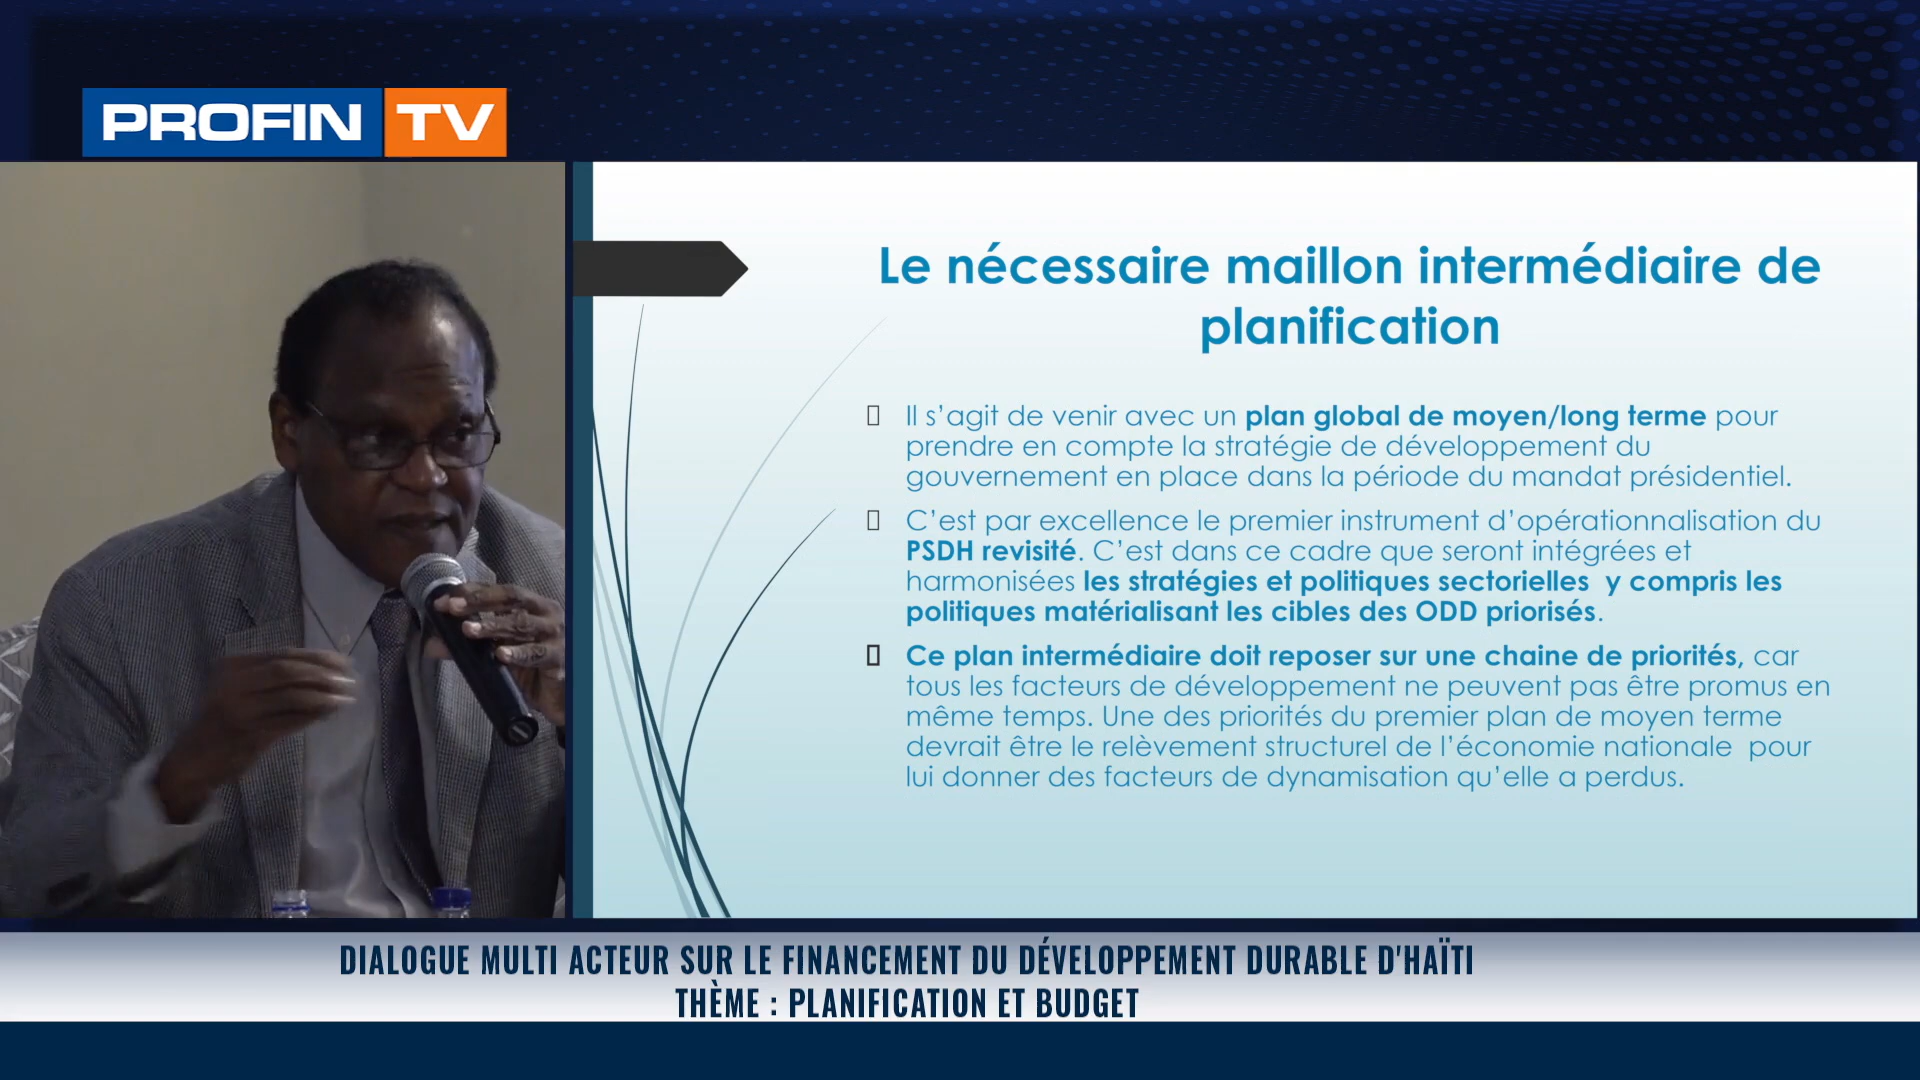 PROFIN TV
Le nécessaire maillon intermédiaire de
planification
Il s’agit de venir avec un plan global de moyen/long terme pour
prendre en compte la stratégie de développement du
gouvernement en place dans la période du mandat présidentiel.
C’est par excellence le premier instrument d’opérationnalisation du
PSDH revisité. C’est dans ce cadre que seront intégrées et
harmonisées les stratégies et politiques sectorielles y compris les
politiques matérialisant les cibles des ODD priorisés.
Ce plan intermédiaire doit reposer sur une chaine de priorités, car
tous les facteurs de développement ne peuvent pas être promus en
même temps. Une des priorités du premier plan de moyen terme
devrait être le relèvement structurel de l’économie nationale pour
lui donner des facteurs de dynamisation qu’elle a perdus.
DIALOGUE MULTI ACTEUR SUR LE FINANCEMENT DU DÉVELOPPEMENT DURABLE D'HAÏTI
THÈME : PLANIFICATION ET BUDGET